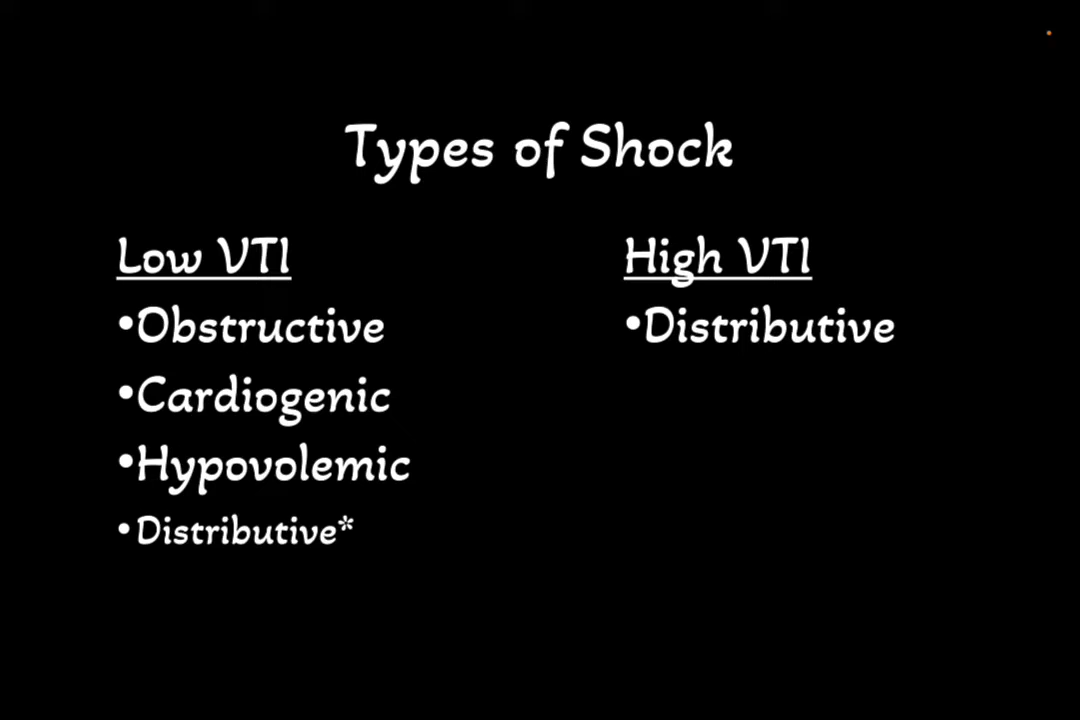 Types of Shock
Low VTI
•Obstructive
•Cardiogenic
•Hypovolemic
•Distributive*
High VTI
•Distributive